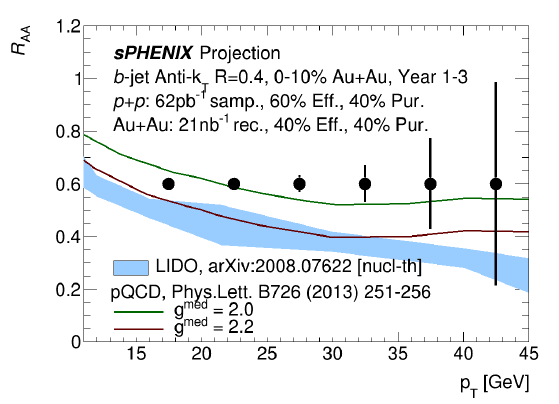 1.2
R_AA
sPHENIX Projection
b-jet Anti-k_T R=0.4, 0-10% Au+Au, Year 1-3
1
p+p: 62pb^-1 samp., 60% Eff., 40% Pur.
Au+Au: 21nb^-1 rec., 40% Eff., 40% Pur.
0.8
0.6
0.4
LIDO, arXiv:2008.07622 [nucl-th]
0.2
pQCD, Phys.Lett. B726 (2013) 251-256
g^med = 2.0
g^med = 2.2
0
15 20 25 30 35 40 45
p_T [GeV]